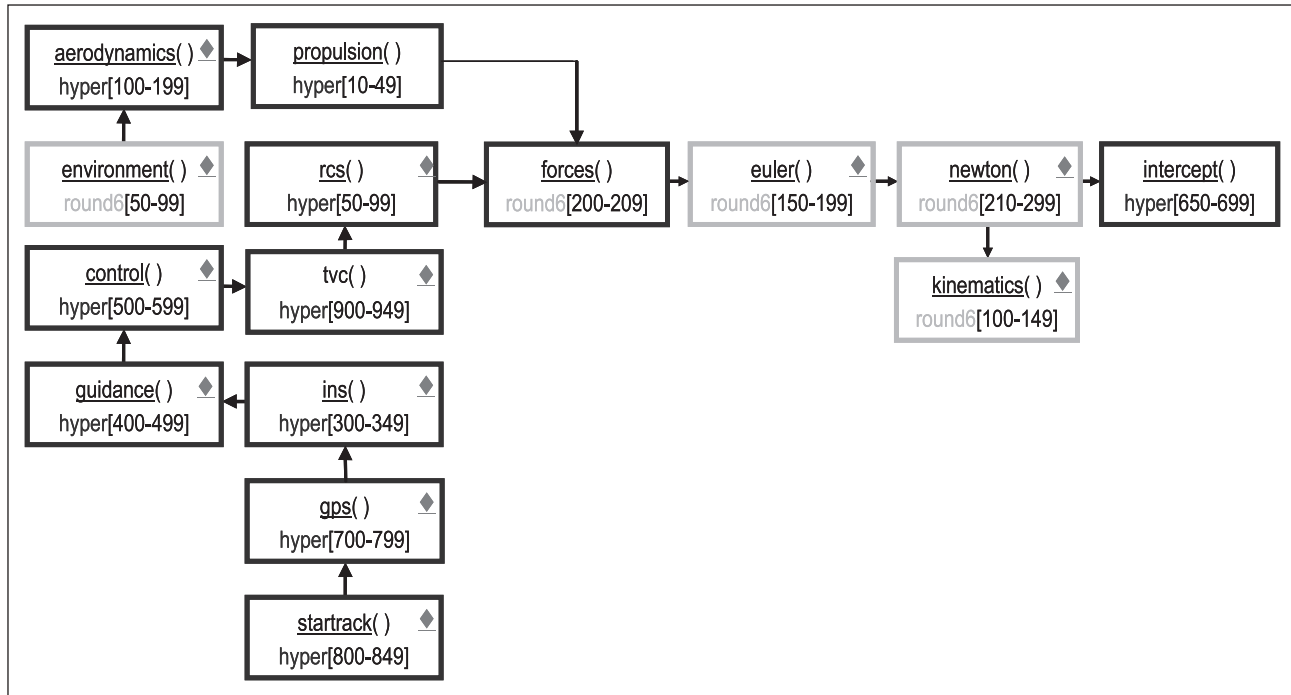 aerodynamics( )
hyper[100-199]
propulsion( )
hyper[10-49]
environment( )
round6[50-99]
rcs( )
hyper[50-99]
forces( )
round6[200-209]
euler( )
round6[150-199]
newton( )
round6[210-299]
intercept( )
hyper[650-699]
control( )
hyper[500-599]
tvc( )
hyper[900-949]
kinematics( )
round6[100-149]
guidance( )
hyper[400-499]
ins( )
hyper[300-349]
gps( )
hyper[700-799]
startrack( )
hyper[800-849]